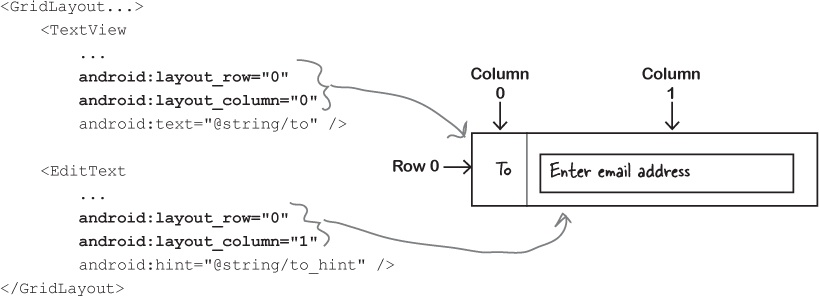 <GridLayout...>
<TextView
...
android:layout_row="0"
android:layout_column="0"
android:text="@string/to" />
<EditText
...
android:layout_row="0"
android:layout_column="1"
android:hint="@string/to_hint" />
</GridLayout>
Column
0
Column
1
Row 0
To
Enter email address